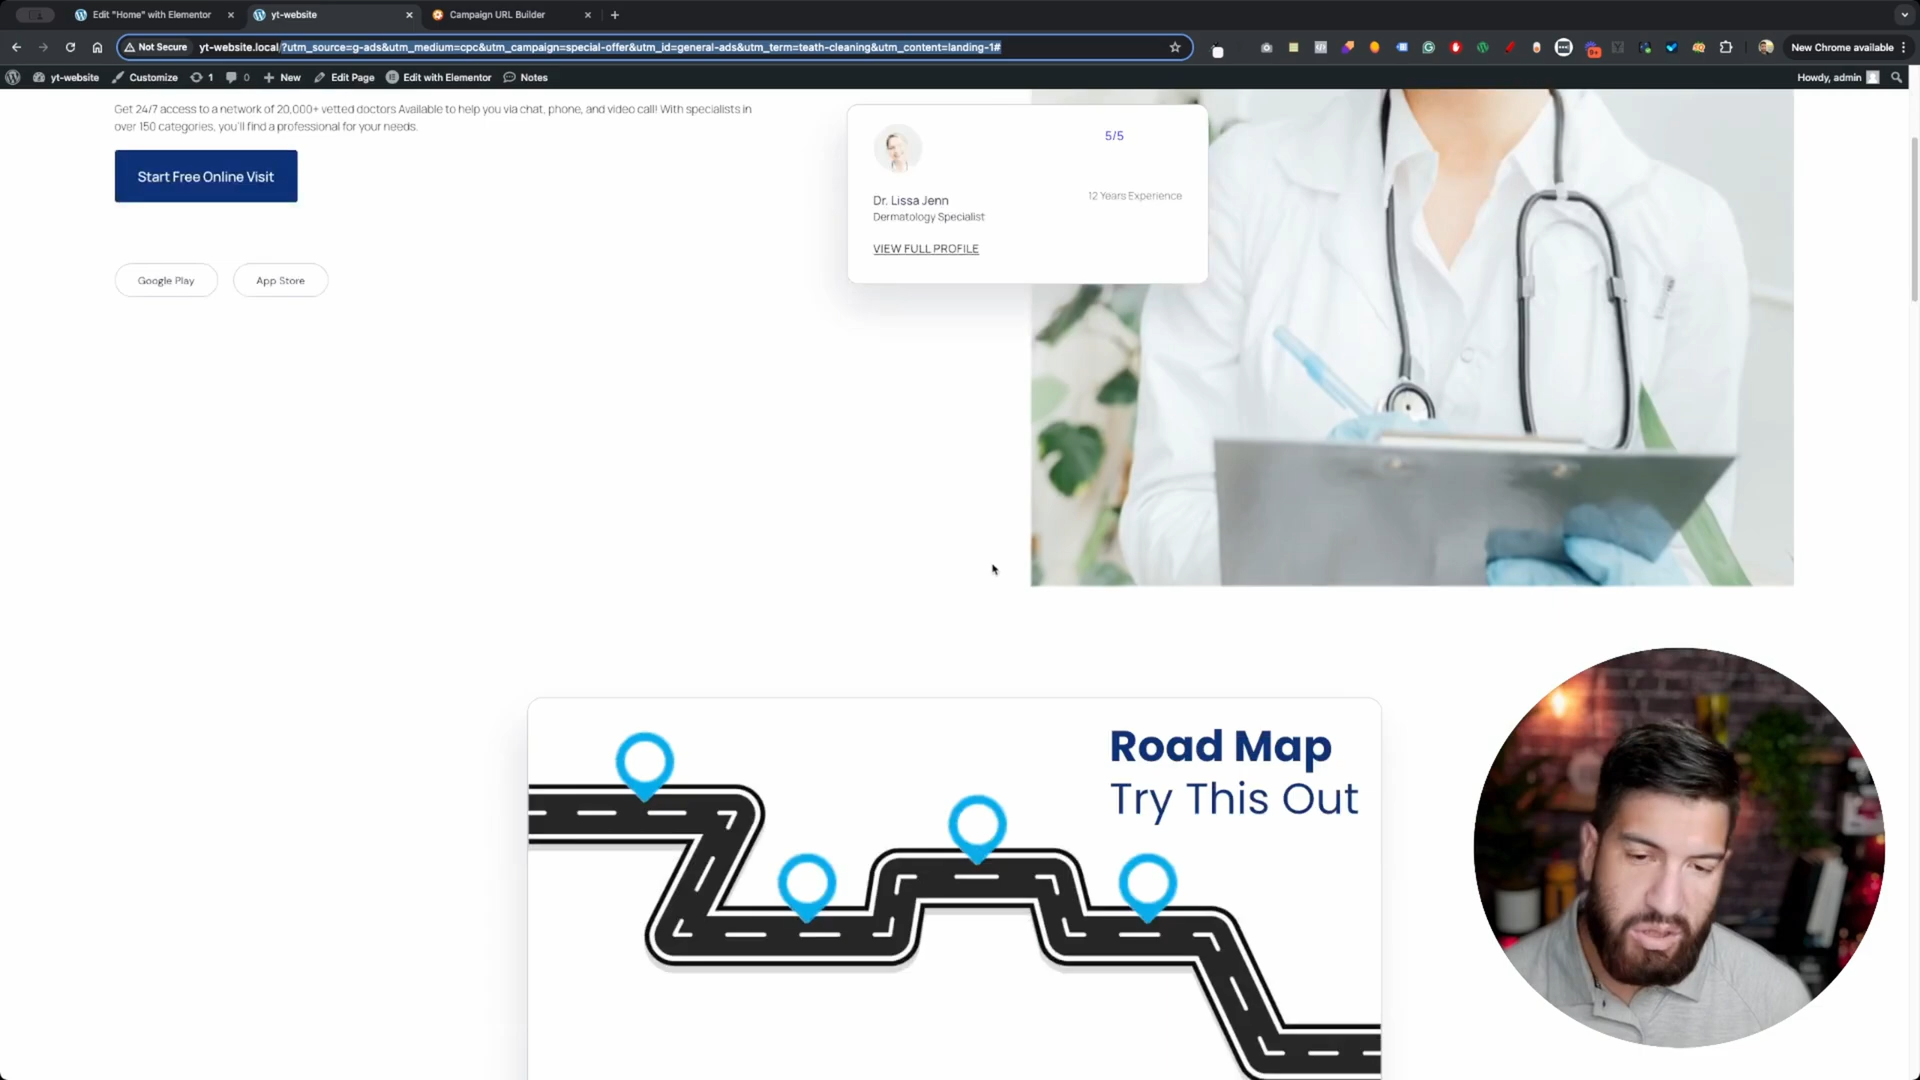 Edit "Home" with Elementor
yt-website
Campaign URL Builder
Not Secure
yt-website.local/?utm_source=g-ads&utm_medium=cpc&utm_campaign=special-offer&utm_id=general-ads&utm_term=teath-cleaning&utm_content=landing-1#
New Chrome available
yt-website
Customize
1
0
New
Edit Page
Edit with Elementor
Notes
Howdy, admin
Get 24/7 access to a network of 20,000+ vetted doctors Available to help you via chat, phone, and video call! With specialists in
over 150 categories, you'll find a professional for your needs.
Start Free Online Visit
Google Play
App Store
5/5
Dr. Lissa Jenn
12 Years Experience
Dermatology Specialist
VIEW FULL PROFILE
Road Map
Try This Out